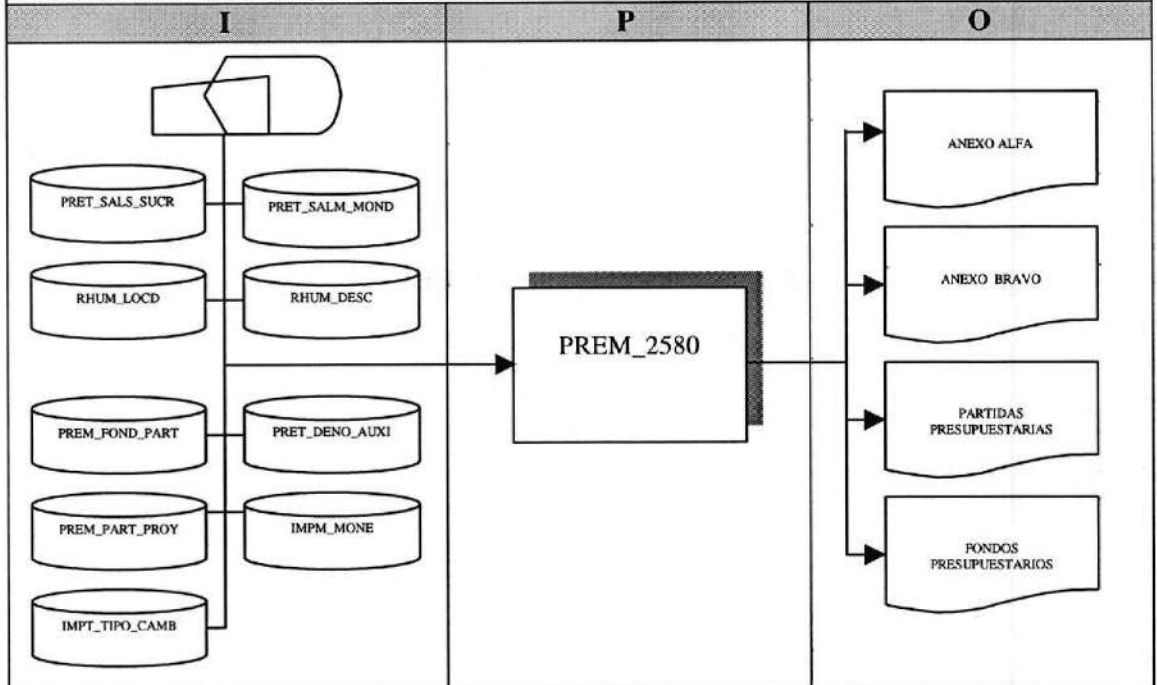 I
P
O
PRET_SALS_SUCR
PRET_SALM_MOND
RHUM_LOCD
RHUM_DESC
PREM_FOND_PART
PRET_DENO_AUXI
PREM_PART_PROY
IMPM_MONE
IMPT_TIPO_CAMB
PREM_2580
ANEXO ALFA
ANEXO BRAVO
PARTIDAS
PRESUPUESTARIAS
FONDOS
PRESUPUESTARIOS